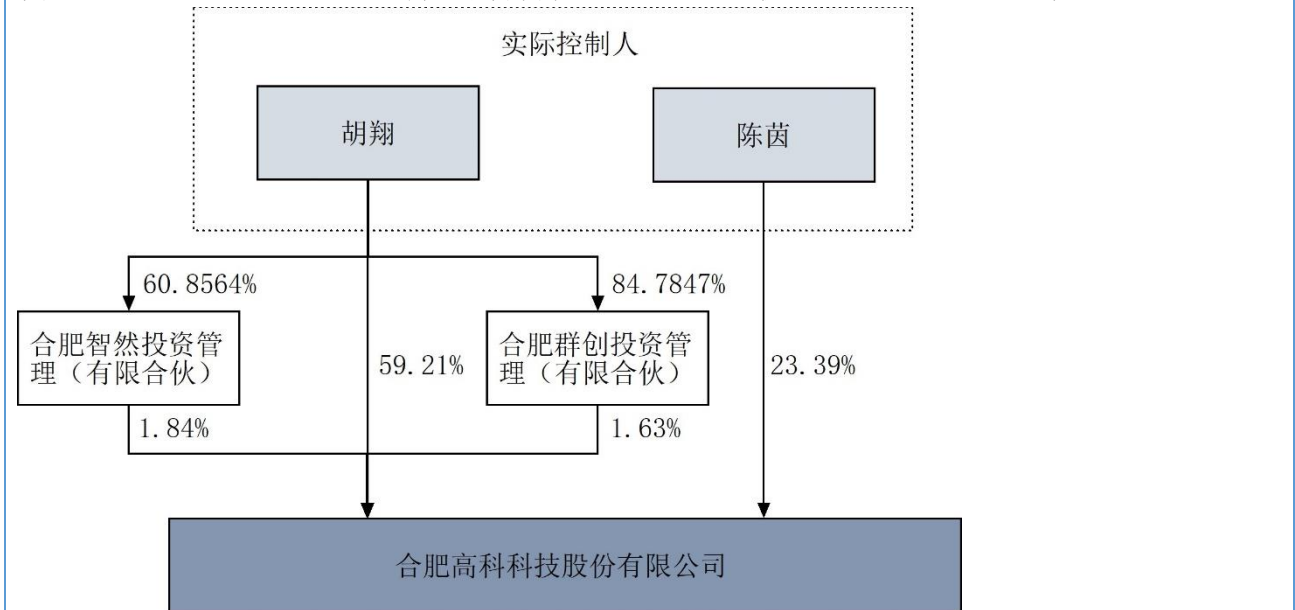 实际控制人
胡翔
陈茵
60.8564%
84.7847%
合肥智然投资管
理（有限合伙）
59.21%
合肥群创投资管
理（有限合伙）
23.39%
1.84%
1.63%
合肥高科科技股份有限公司